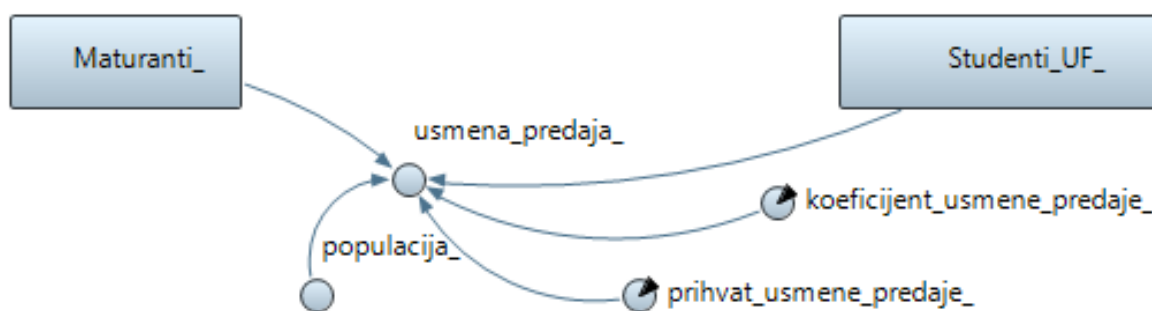 Maturanti_
Studenti_UF_
usmena_predaja_
koeficijent_usmene_predaje_
populacija_
prihvat_usmene_predaje_